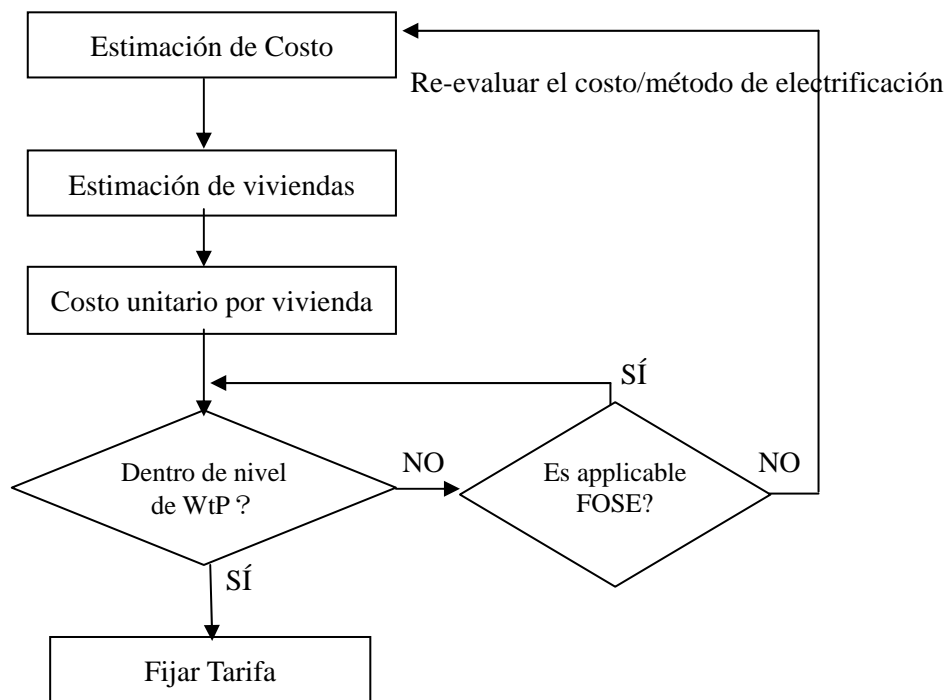 Estimación de Costo
Re-evaluar el costo/método de electrificación
Estimación de viviendas
Costo unitario por vivienda
SÍ
Dentro de nivel
de WtP？
NO
Es applicable
FOSE?
NO
SÍ
Fijar Tarifa